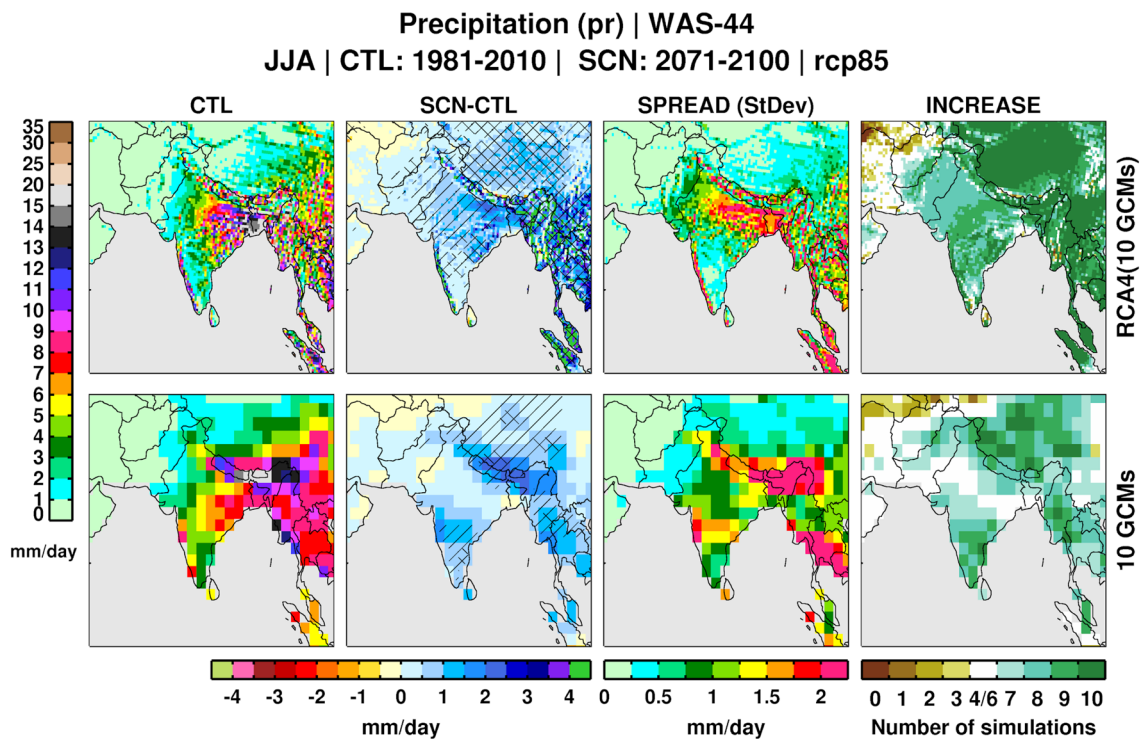 Precipitation (pr) | WAS-44
JJA | CTL: 1981-2010 | SCN: 2071-2100 | rcp85
CTL
SCN-CTL
SPREAD (StDev)
INCREASE
35
30
25
20
15
14
13
12
11
10
9
8
7
6
5
4
3
2
1
0
mm/day
RCA4(10 GCMs)
10 GCMs
-4 -3 -2 -1 0 1 2 3 4
mm/day
0 0.5 1 1.5 2
mm/day
0 1 2 3 4/6 7 8 9 10
Number of simulations